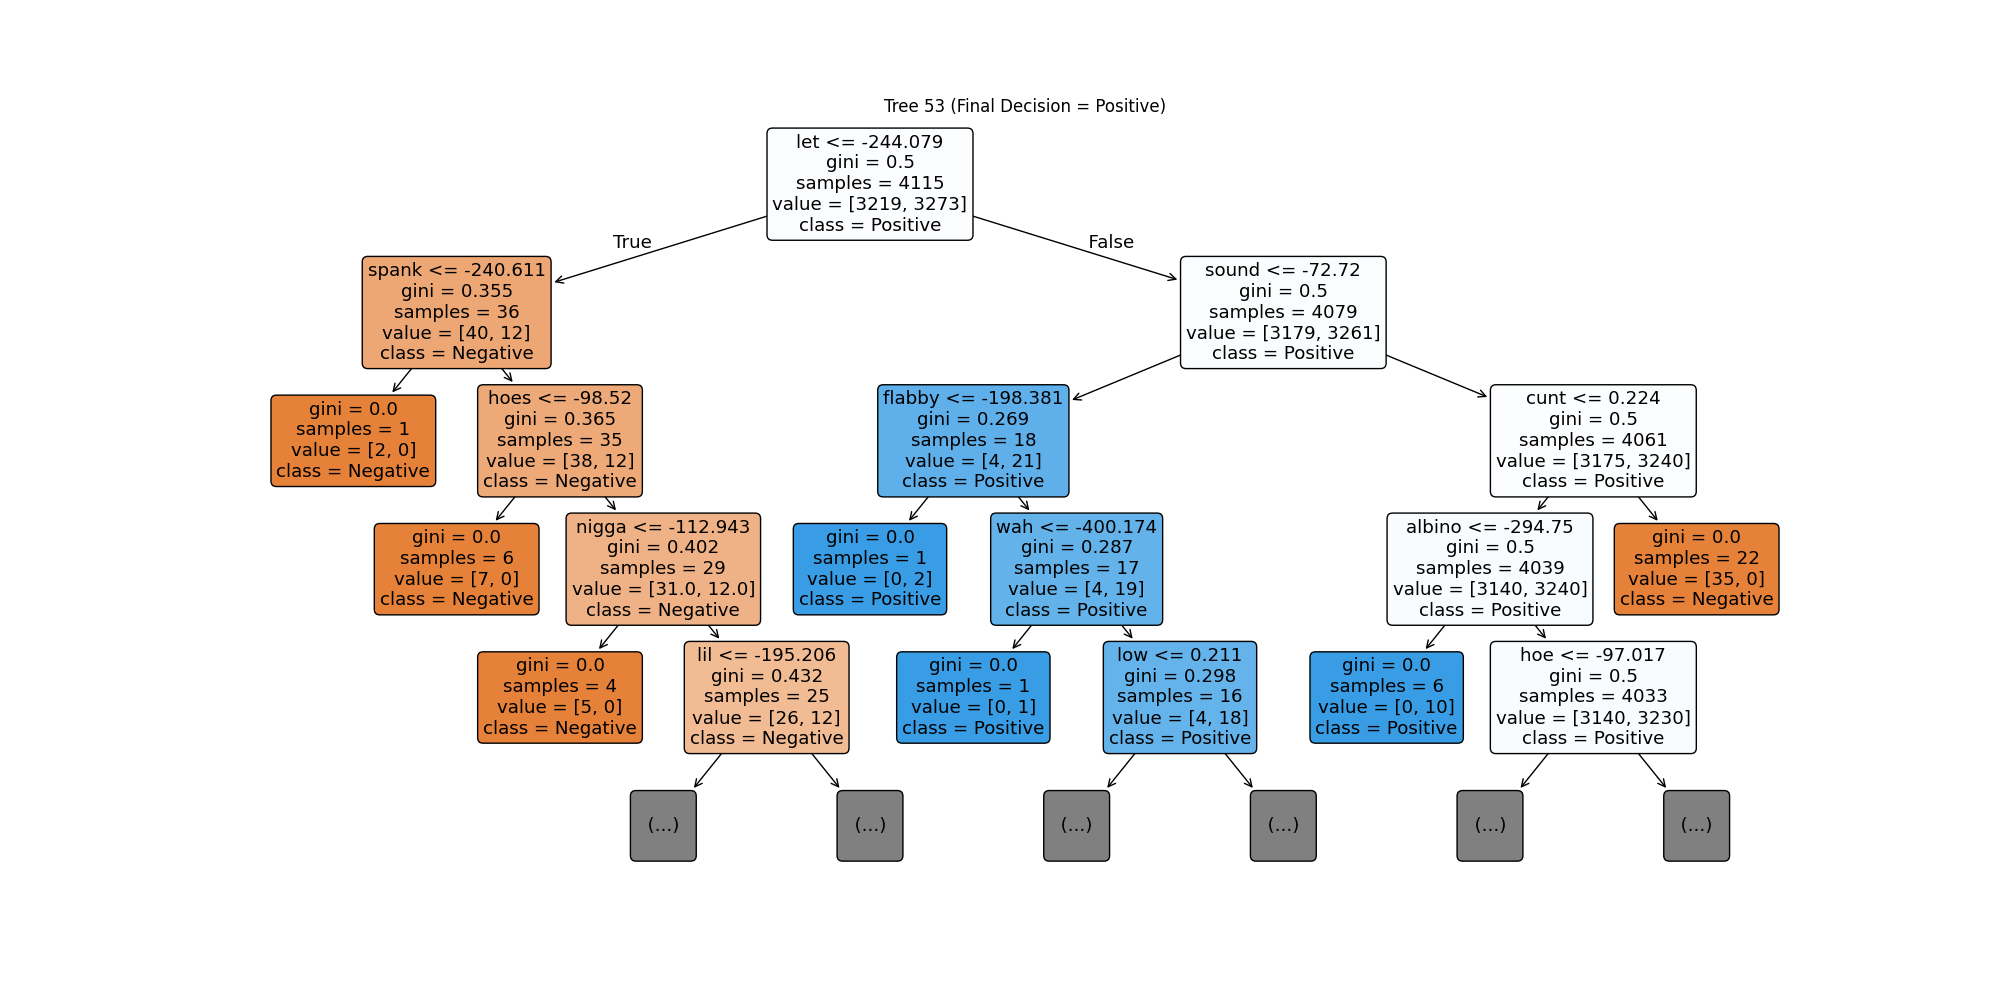 Tree 53 (Final Decision = Positive)
let <= -244.079
gini = 0.5
samples = 4115
value = [3219, 3273]
class = Positive
True
False
spank <= -240.611
gini = 0.355
samples = 36
value = [40, 12]
class = Negative
sound <= -72.72
gini = 0.5
samples = 4079
value = [3179, 3261]
class = Positive
gini = 0.0
samples = 1
value = [2, 0]
class = Negative
hoes <= -98.52
gini = 0.365
samples = 35
value = [38, 12]
class = Negative
flabby <= -198.381
gini = 0.269
samples = 18
value = [4, 21]
class = Positive
cunt <= 0.224
gini = 0.5
samples = 4061
value = [3175, 3240]
class = Positive
gini = 0.0
samples = 6
value = [7, 0]
class = Negative
nigga <= -112.943
gini = 0.402
samples = 29
value = [31.0, 12.0]
class = Negative
gini = 0.0
samples = 1
value = [0, 2]
class = Positive
wah <= -400.174
gini = 0.287
samples = 17
value = [4, 19]
class = Positive
albino <= -294.75
gini = 0.5
samples = 4039
value = [3140, 3240]
class = Positive
gini = 0.0
samples = 22
value = [35, 0]
class = Negative
gini = 0.0
samples = 4
value = [5, 0]
class = Negative
lil <= -195.206
gini = 0.432
samples = 25
value = [26, 12]
class = Negative
gini = 0.0
samples = 1
value = [0, 1]
class = Positive
low <= 0.211
gini = 0.298
samples = 16
value = [4, 18]
class = Positive
gini = 0.0
samples = 6
value = [0, 10]
class = Positive
hoe <= -97.017
gini = 0.5
samples = 4033
value = [3140, 3230]
class = Positive
(...)
(...)
(...)
(...)
(...)
(...)